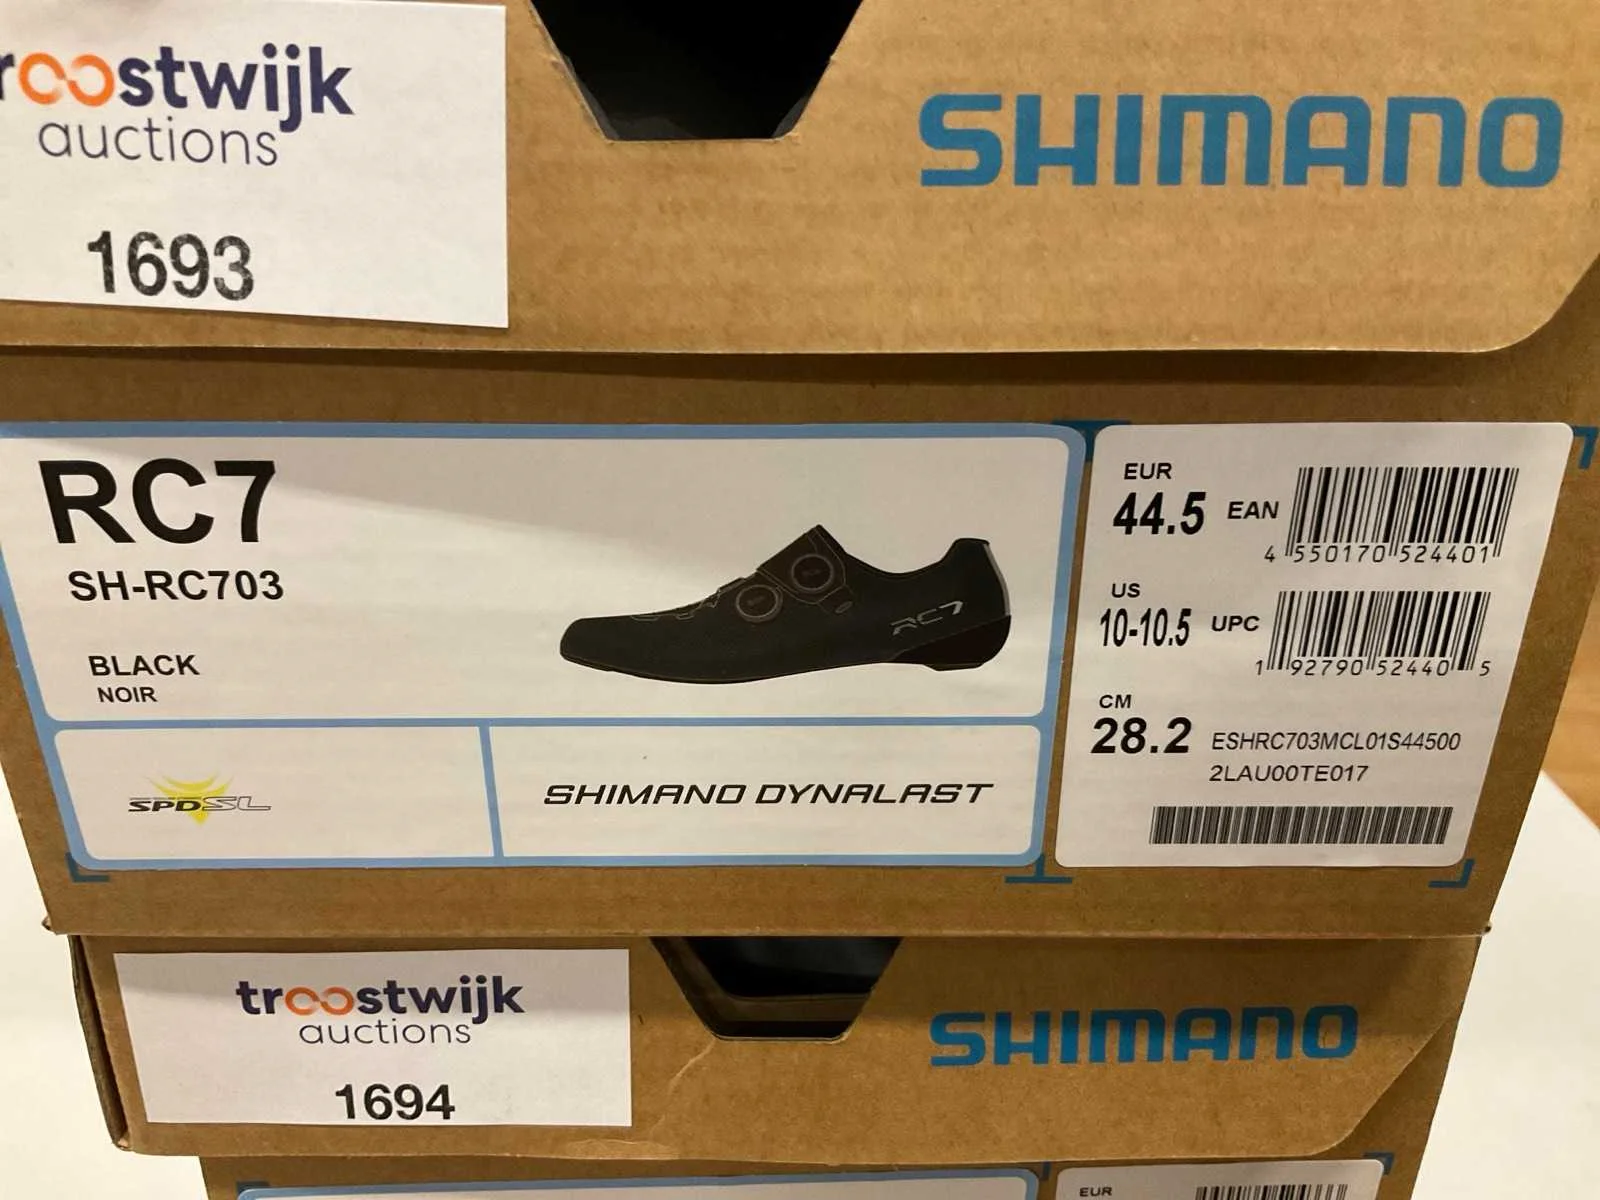 roostwijk
auctions
1693
SHIMANO
RC7
SH-RC703
BLACK
NOIR
RC7
SPD-SL
SHIMANO DYNALAST
EUR
44.5
EAN
4 550170 524401
US
10-10.5
UPC
1 92790 52440 5
CM
28.2
ESHRC703MCL01S44500
2LAU00TE017
troostwijk
auctions
1694
SHIMANO
EUR